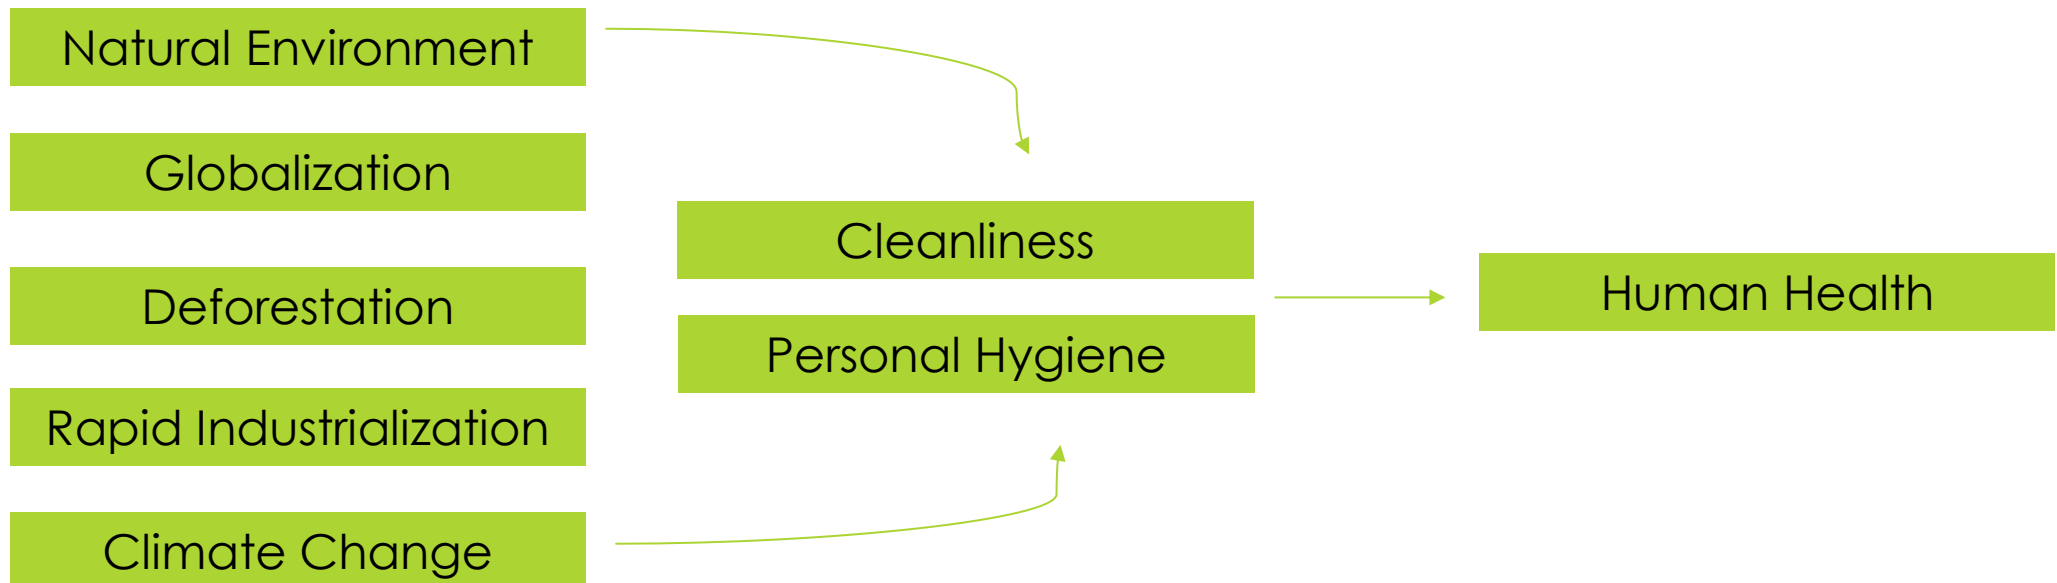 Natural Environment
Globalization
Deforestation
Rapid Industrialization
Climate Change
Cleanliness
Personal Hygiene
Human Health